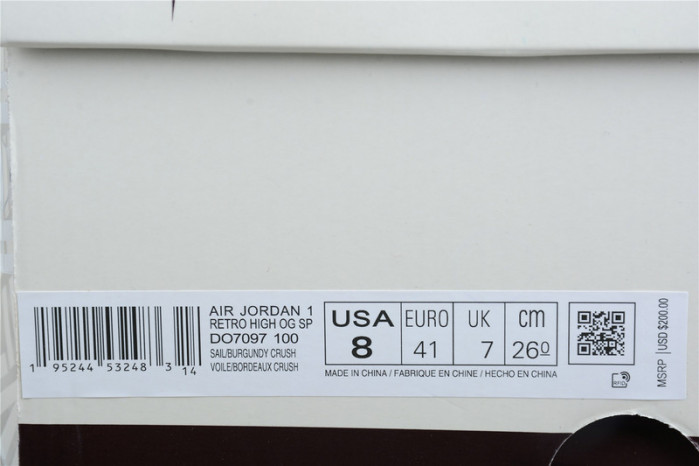 AIR JORDAN 1
RETRO HIGH OG SP
DO7097 100
SAIL/BURGUNDY CRUSH
VOILE/BORDEAUX CRUSH
1 95244 53248 3 14
USA EURO UK cm
8 41 7 26º
MADE IN CHINA / FABRIQUE EN CHINE / HECHO EN CHINA
RFID
MSRP | USD $200.00